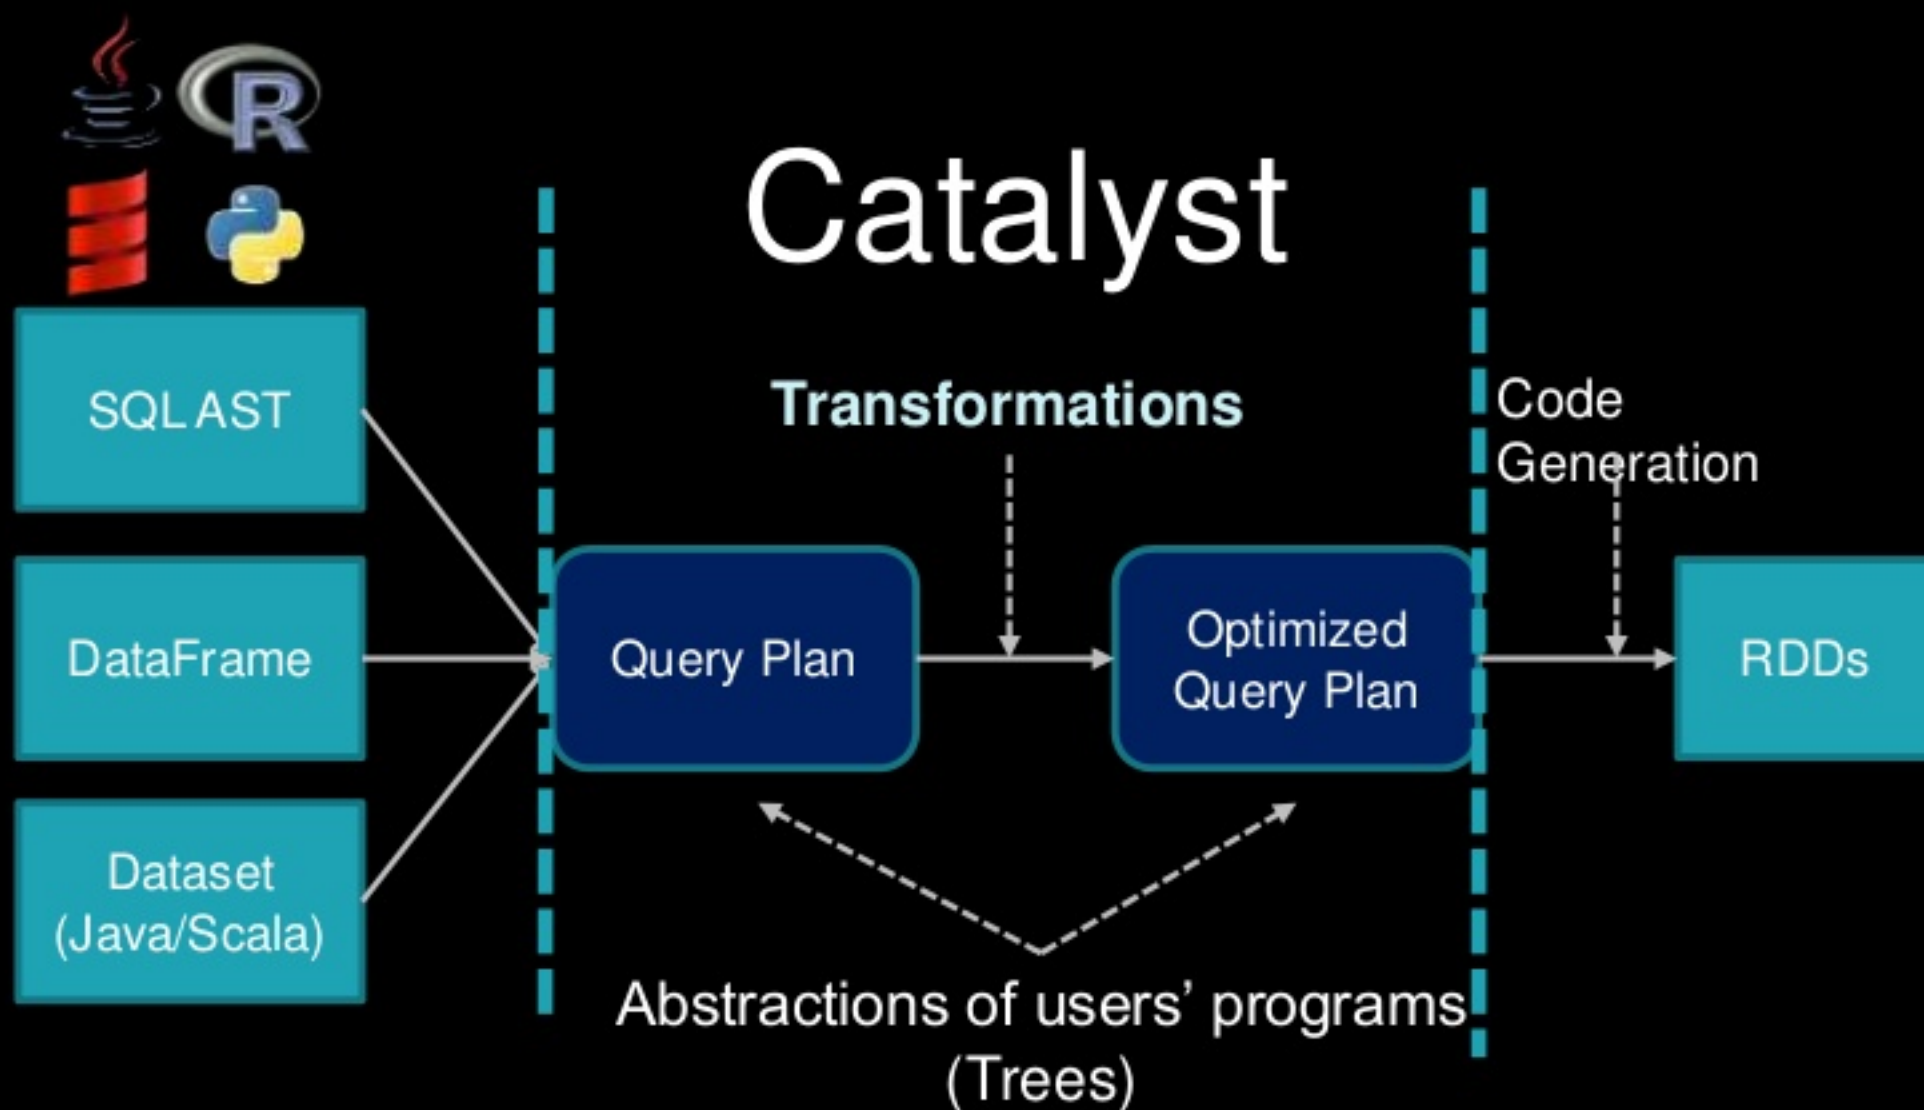 R
Catalyst
SQL AST
Transformations
Code
Generation
DataFrame
Query Plan
Optimized
Query Plan
RDDs
Dataset
(Java/Scala)
Abstractions of users’ programs
(Trees)